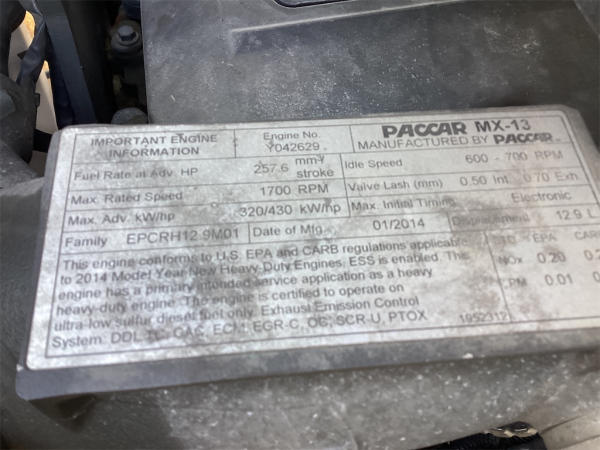 IMPORTANT ENGINE INFORMATION
Engine No. Y042629
PACCAR MX-13
MANUFACTURED BY PACCAR
Fuel Rate at Adv. HP 257.6 mm³/stroke
Idle Speed 600 - 700 RPM
Max. Rated Speed 1700 RPM
Valve Lash (mm) 0.50 Int. 0.70 Exh
Max. Adv. kW/hp 320/430 kW/hp
Max. Initial Timing Electronic
Family EPCRH12.9M01
Date of Mfg. 01/2014
Displacement 12.9 L
This engine conforms to U.S. EPA and CARB regulations applicable
to 2014 Model Year New Heavy Duty Engines. ESS is enabled. This
engine has a primary intended service application as a heavy
heavy-duty engine. The engine is certified to operate on
ultra-low sulfur diesel fuel only. Exhaust Emission Control
System: DDI, TC, CAC, ECM, EGR-C, OC, SCR-U, PTOX
STD EPA CAR
NOx 0.20 0.2
PM 0.01 0
1952312